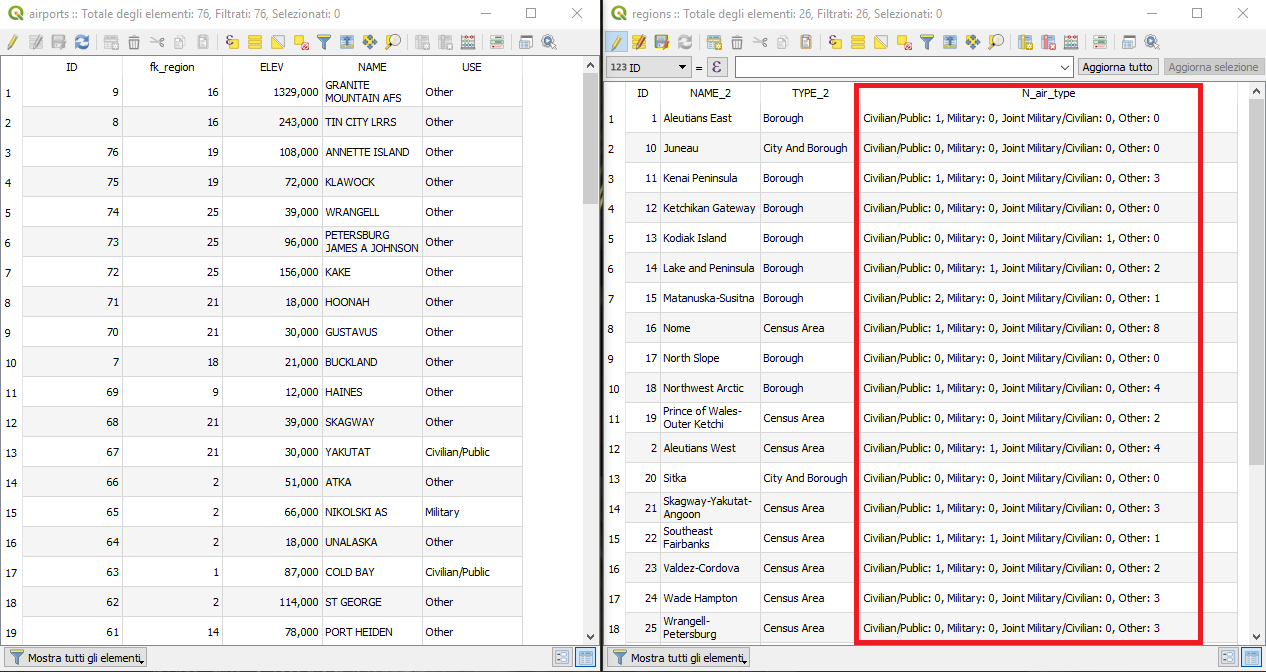 airports :: Totale degli elementi: 76, Filtrati: 76, Selezionati: 0
ID fk_region ELEV NAME USE
1 9 16 1329,000 GRANITE MOUNTAIN AFS Other
2 8 16 243,000 TIN CITY LRRS Other
3 76 19 108,000 ANNETTE ISLAND Other
4 75 19 72,000 KLAWOCK Other
5 74 25 39,000 WRANGELL Other
6 73 25 96,000 PETERSBURG JAMES A JOHNSON Other
7 72 25 156,000 KAKE Other
8 71 21 18,000 HOONAH Other
9 70 21 30,000 GUSTAVUS Other
10 7 18 21,000 BUCKLAND Other
11 69 9 12,000 HAINES Other
12 68 21 39,000 SKAGWAY Other
13 67 21 30,000 YAKUTAT Civilian/Public
14 66 2 51,000 ATKA Other
15 65 2 66,000 NIKOLSKI AS Military
16 64 2 18,000 UNALASKA Other
17 63 1 87,000 COLD BAY Civilian/Public
18 62 2 114,000 ST GEORGE Other
19 61 14 78,000 PORT HEIDEN Other
Mostra tutti gli elementi
regions :: Totale degli elementi: 26, Filtrati: 26, Selezionati: 0
123 ID = ε Aggiorna tutto Aggiorna selezione
ID NAME_2 TYPE_2 N_air_type
1 1 Aleutians East Borough Civilian/Public: 1, Military: 0, Joint Military/Civilian: 0, Other: 0
2 10 Juneau City And Borough Civilian/Public: 0, Military: 0, Joint Military/Civilian: 0, Other: 0
3 11 Kenai Peninsula Borough Civilian/Public: 1, Military: 0, Joint Military/Civilian: 0, Other: 3
4 12 Ketchikan Gateway Borough Civilian/Public: 0, Military: 0, Joint Military/Civilian: 0, Other: 0
5 13 Kodiak Island Borough Civilian/Public: 0, Military: 0, Joint Military/Civilian: 1, Other: 0
6 14 Lake and Peninsula Borough Civilian/Public: 0, Military: 1, Joint Military/Civilian: 0, Other: 2
7 15 Matanuska-Susitna Borough Civilian/Public: 2, Military: 0, Joint Military/Civilian: 0, Other: 1
8 16 Nome Census Area Civilian/Public: 1, Military: 0, Joint Military/Civilian: 0, Other: 8
9 17 North Slope Borough Civilian/Public: 0, Military: 0, Joint Military/Civilian: 0, Other: 0
10 18 Northwest Arctic Borough Civilian/Public: 1, Military: 0, Joint Military/Civilian: 0, Other: 4
11 19 Prince of Wales-Outer Ketchi Census Area Civilian/Public: 0, Military: 0, Joint Military/Civilian: 0, Other: 2
12 2 Aleutians West Census Area Civilian/Public: 0, Military: 1, Joint Military/Civilian: 0, Other: 4
13 20 Sitka City And Borough Civilian/Public: 0, Military: 0, Joint Military/Civilian: 0, Other: 0
14 21 Skagway-Yakutat-Angoon Census Area Civilian/Public: 1, Military: 0, Joint Military/Civilian: 0, Other: 3
15 22 Southeast Fairbanks Census Area Civilian/Public: 1, Military: 1, Joint Military/Civilian: 0, Other: 1
16 23 Valdez-Cordova Census Area Civilian/Public: 1, Military: 0, Joint Military/Civilian: 0, Other: 2
17 24 Wade Hampton Census Area Civilian/Public: 0, Military: 0, Joint Military/Civilian: 0, Other: 3
18 25 Wrangell-Petersburg Census Area Civilian/Public: 0, Military: 0, Joint Military/Civilian: 0, Other: 3
Mostra tutti gli elementi